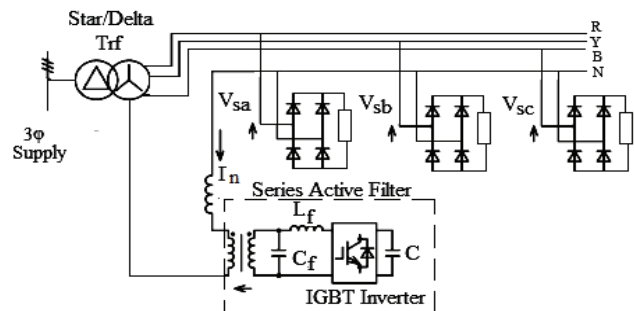 Star/Delta
Trf
R
Y
B
N
3φ
Supply
Vsa
Vsb
Vsc
In
Series Active Filter
Lf
Cf
C
IGBT Inverter